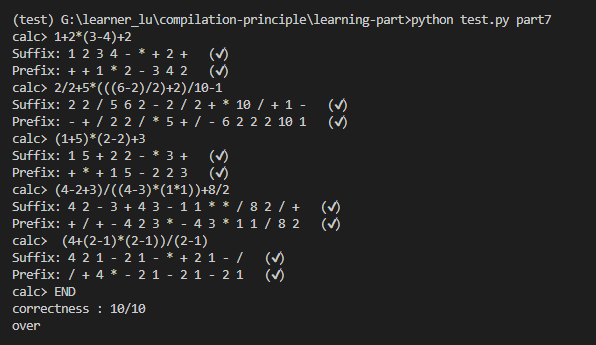 (test) G:\learner_lu\compilation-principle\learning-part>python test.py part7
calc> 1+2*(3-4)+2
Suffix: 1 2 3 4 - * + 2 + (✓)
Prefix: + + 1 * 2 - 3 4 2 (✓)
calc> 2/2+5*(((6-2)/2)+2)/10-1
Suffix: 2 2 / 5 6 2 - 2 / 2 + * 10 / + 1 - (✓)
Prefix: - + / 2 2 / * 5 + / - 6 2 2 2 10 1 (✓)
calc> (1+5)*(2-2)+3
Suffix: 1 5 + 2 2 - * 3 + (✓)
Prefix: + * + 1 5 - 2 2 3 (✓)
calc> (4-2+3)/((4-3)*(1*1))+8/2
Suffix: 4 2 - 3 + 4 3 - 1 1 * * / 8 2 / + (✓)
Prefix: + / + - 4 2 3 * - 4 3 * 1 1 / 8 2 (✓)
calc> (4+(2-1)*(2-1))/(2-1)
Suffix: 4 2 1 - 2 1 - * + 2 1 - / (✓)
Prefix: / + 4 * - 2 1 - 2 1 - 2 1 (✓)
calc> END
correctness : 10/10
over